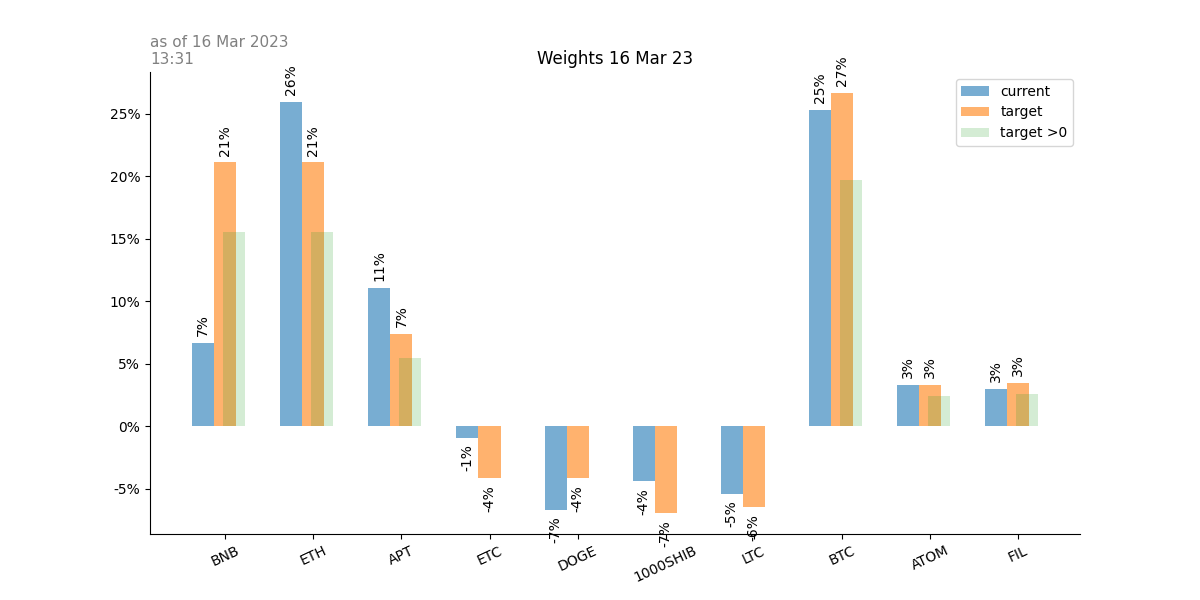 as of 16 Mar 2023
13:31
Weights 16 Mar 23
current
target
target >0
25%
20%
15%
10%
5%
0%
-5%
7%
21%
26%
21%
11%
7%
-1%
-4%
-7%
-4%
-4%
-7%
-5%
-6%
25%
27%
3%
3%
3%
3%
BNB
ETH
APT
ETC
DOGE
1000SHIB
LTC
BTC
ATOM
FIL